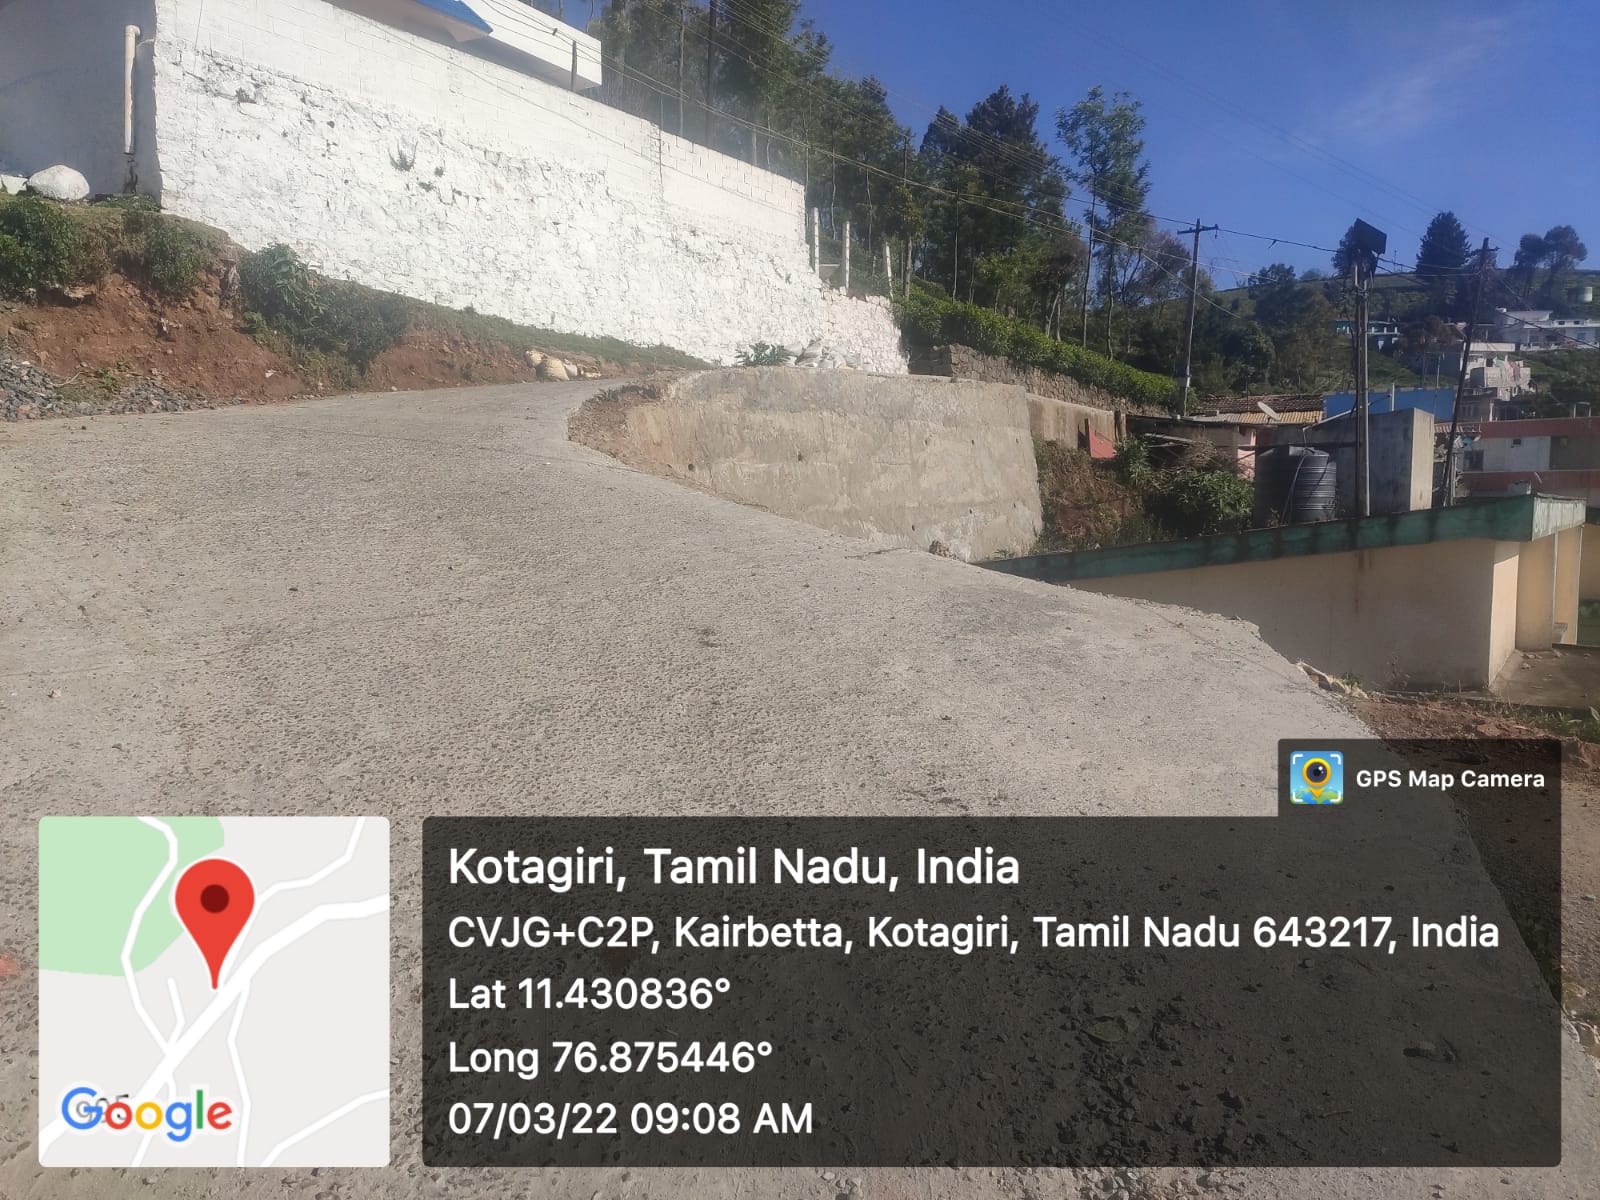 GPS Map Camera
Kotagiri, Tamil Nadu, India
CVJG+C2P, Kairbetta, Kotagiri, Tamil Nadu 643217, India
Lat 11.430836°
Long 76.875446°
07/03/22 09:08 AM
Google